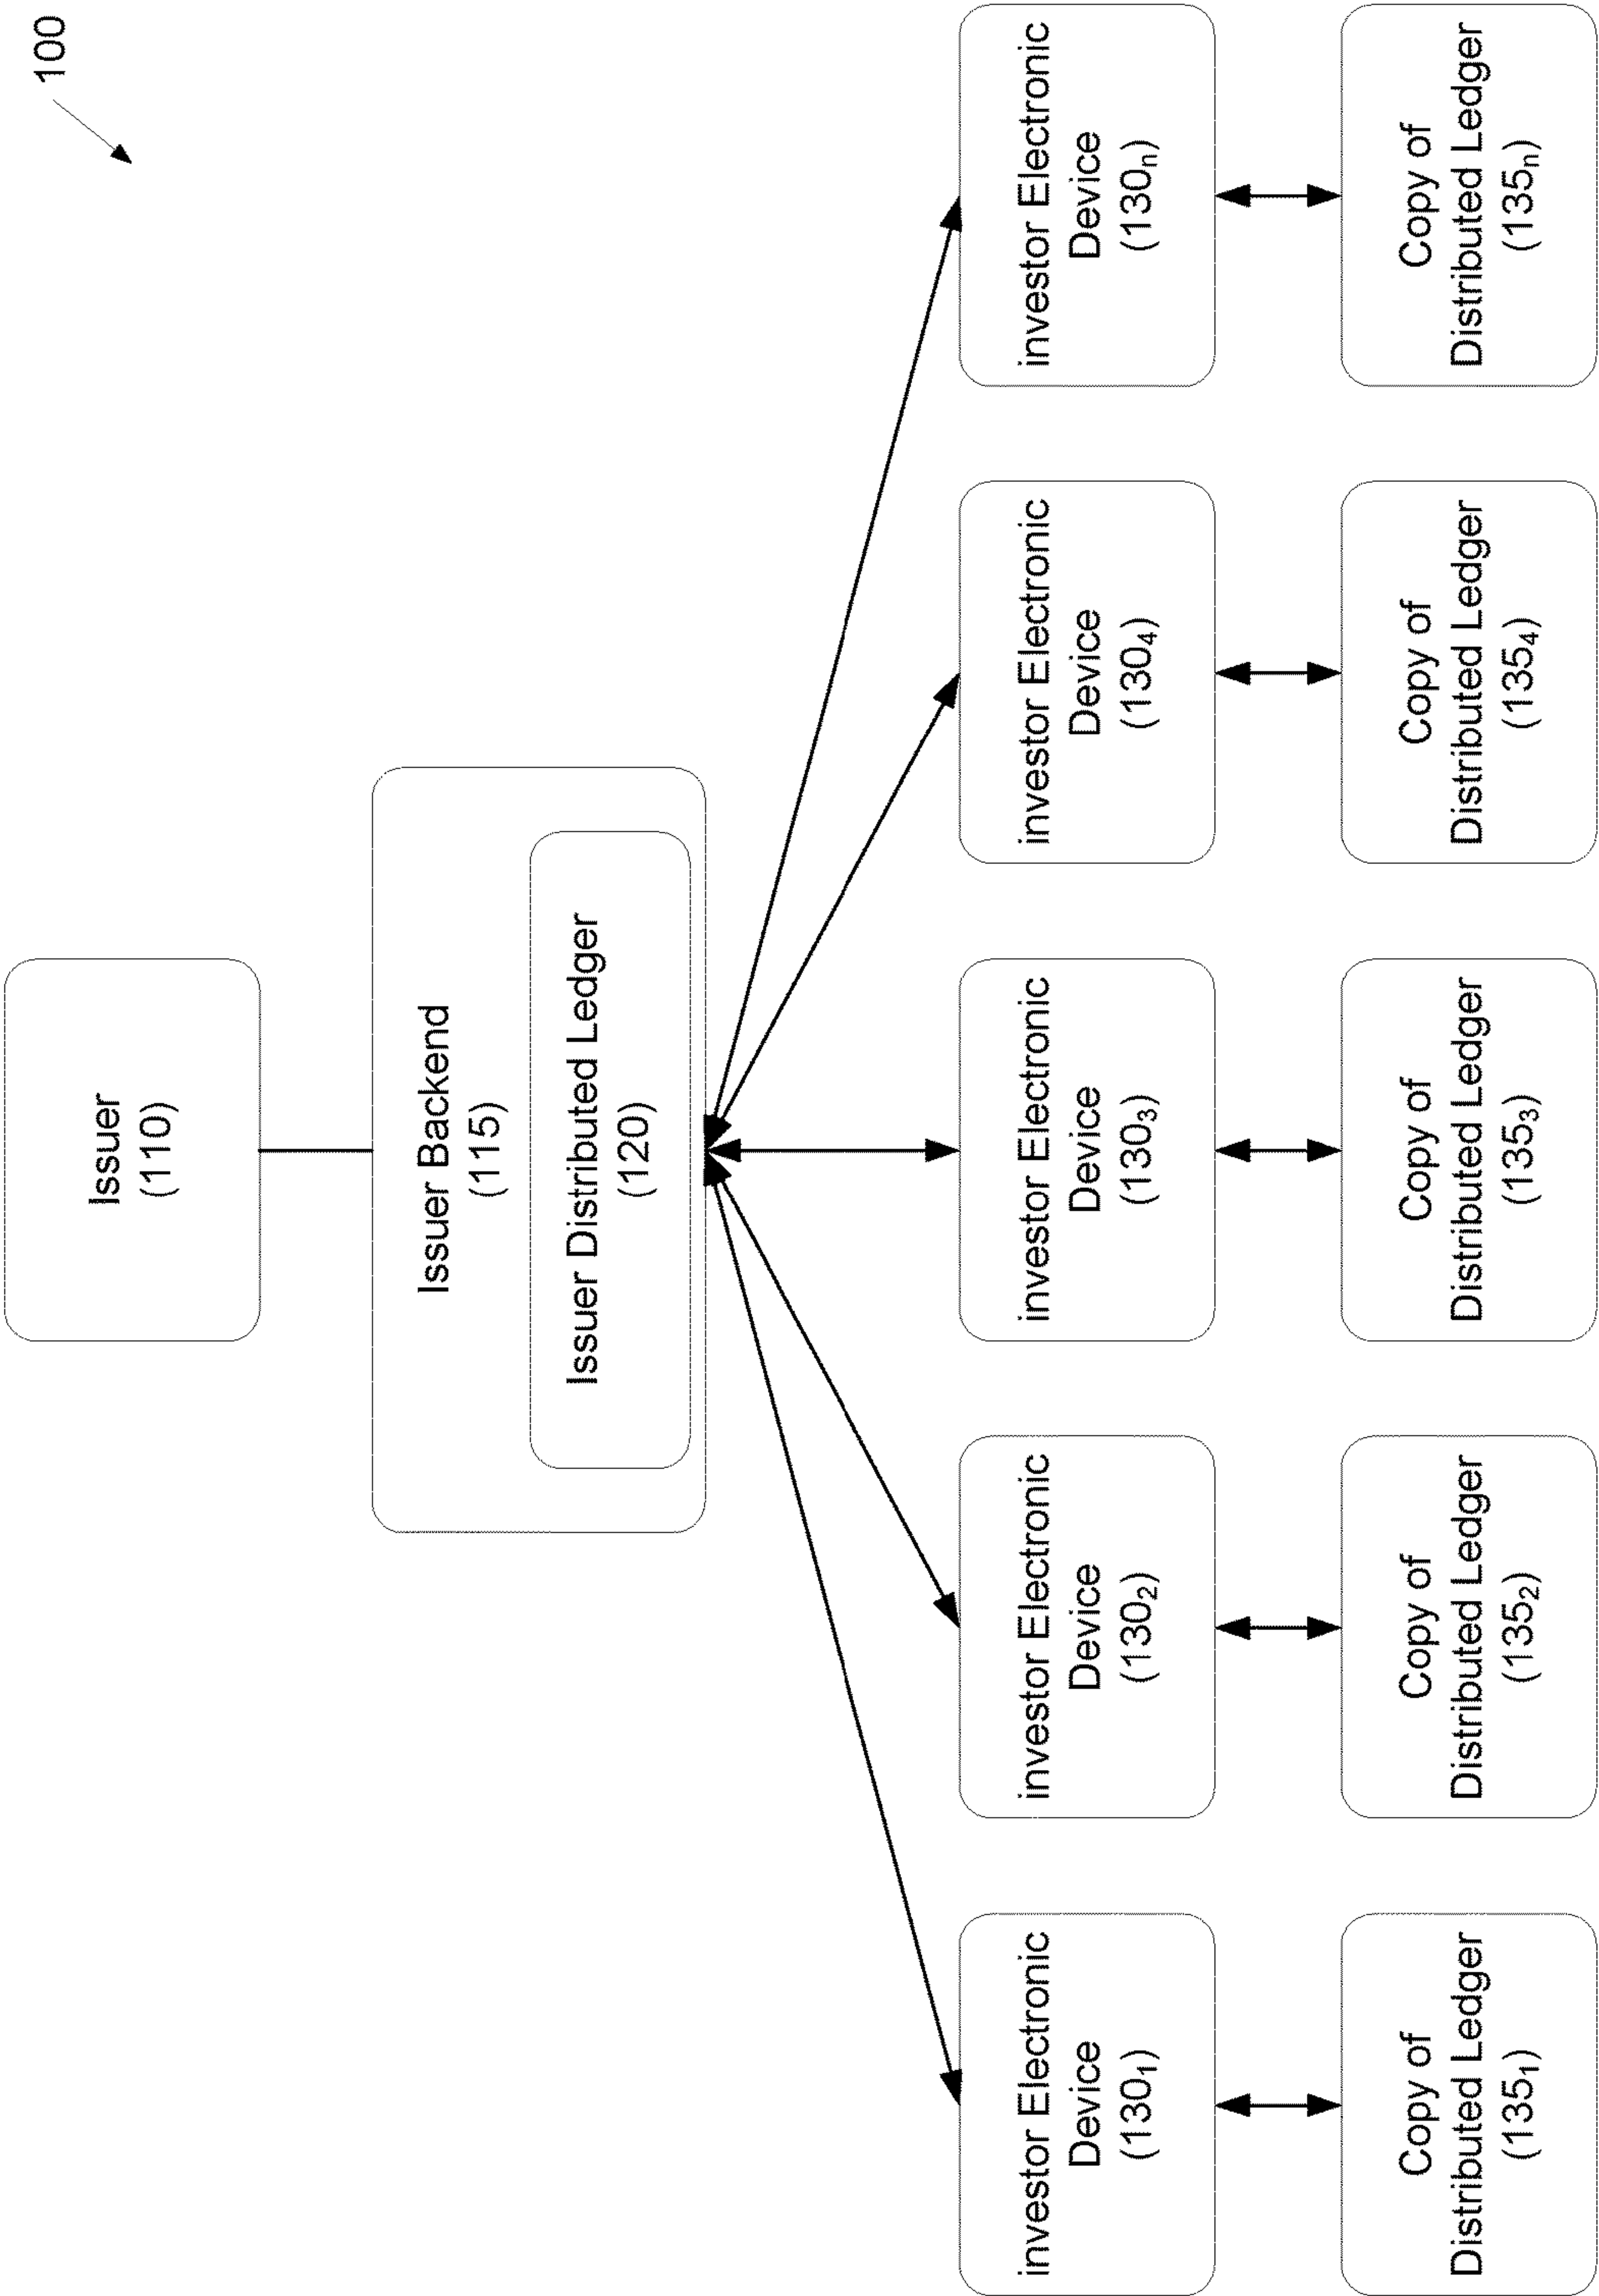 100
Issuer
(110)
Issuer Backend
(115)
Issuer Distributed Ledger
(120)
investor Electronic
Device
(130₁)
investor Electronic
Device
(130₂)
investor Electronic
Device
(130₃)
investor Electronic
Device
(130₄)
investor Electronic
Device
(130ₙ)
Copy of
Distributed Ledger
(135₁)
Copy of
Distributed Ledger
(135₂)
Copy of
Distributed Ledger
(135₃)
Copy of
Distributed Ledger
(135₄)
Copy of
Distributed Ledger
(135ₙ)